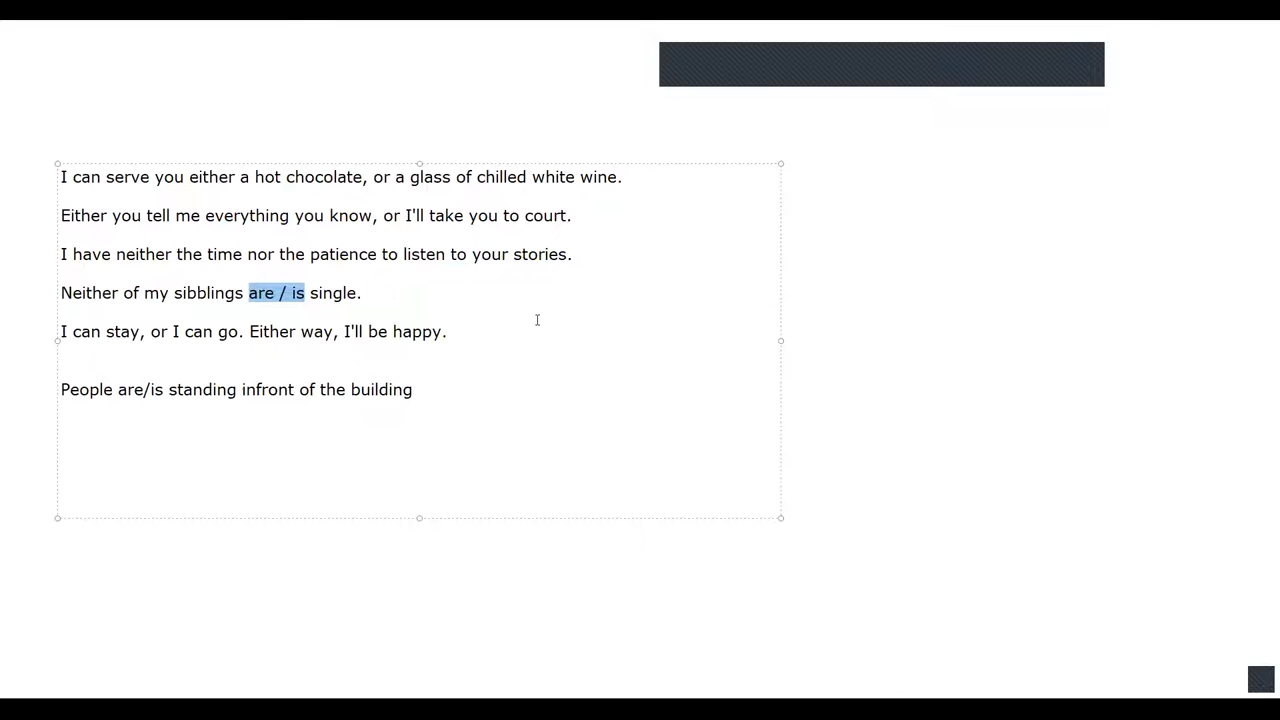 I can serve you either a hot chocolate, or a glass of chilled white wine.
Either you tell me everything you know, or I'll take you to court.
I have neither the time nor the patience to listen to your stories.
Neither of my sibblings are / is single.
I can stay, or I can go. Either way, I'll be happy.
People are/is standing infront of the building